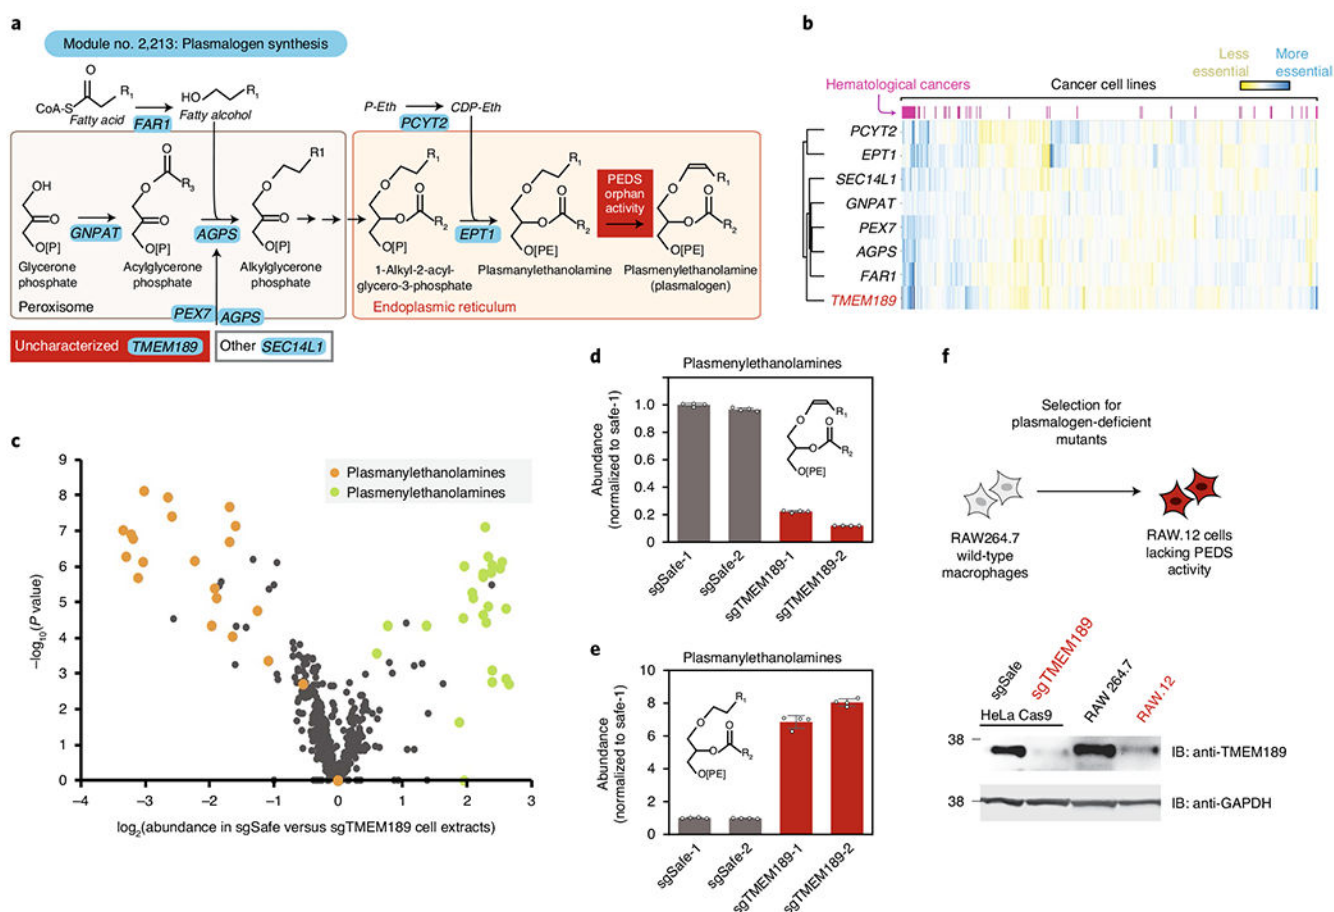 a
Module no. 2,213: Plasmalogen synthesis
O
CoA-S
R1
Fatty acid
FAR1
HO
R1
Fatty alcohol
P-Eth
CDP-Eth
PCYT2
OH
O
O[P]
Glycerone
phosphate
GNPAT
O
O
R3
O
O[P]
Acylglycerone
phosphate
AGPS
R1
O
O
O[P]
Alkylglycerone
phosphate
Peroxisome
PEX7
AGPS
R1
O
O
O
R2
O[P]
1-Alkyl-2-acyl-
glycero-3-phosphate
EPT1
R1
O
O
O
R2
O[PE]
Plasmanylethanolamine
PEDS
orphan
activity
O
R1
O
O
R2
O[PE]
Plasmenylethanolamine
(plasmalogen)
Endoplasmic reticulum
Uncharacterized TMEM189
Other SEC14L1
b
Less
essential
More
essential
Hematological cancers
Cancer cell lines
PCYT2
EPT1
SEC14L1
GNPAT
PEX7
AGPS
FAR1
TMEM189
c
Plasmanylethanolamines
Plasmenylethanolamines
–log10(P value)
9
8
7
6
5
4
3
2
1
0
–4
–3
–2
–1
0
1
2
3
log2(abundance in sgSafe versus sgTMEM189 cell extracts)
d
Plasmenylethanolamines
Abundance
(normalized to safe-1)
1.0
0.8
0.6
0.4
0.2
0
O
R1
O
O
R2
O[PE]
sgSafe-1
sgSafe-2
sgTMEM189-1
sgTMEM189-2
e
Plasmanylethanolamines
Abundance
(normalized to safe-1)
10
8
6
4
2
0
R1
O
O
O
R2
O[PE]
sgSafe-1
sgSafe-2
sgTMEM189-1
sgTMEM189-2
f
Selection for
plasmalogen-deficient
mutants
RAW264.7
wild-type
macrophages
RAW.12 cells
lacking PEDS
activity
sgSafe
sgTMEM189
RAW 264.7
RAW.12
HeLa Cas9
38
IB: anti-TMEM189
38
IB: anti-GAPDH